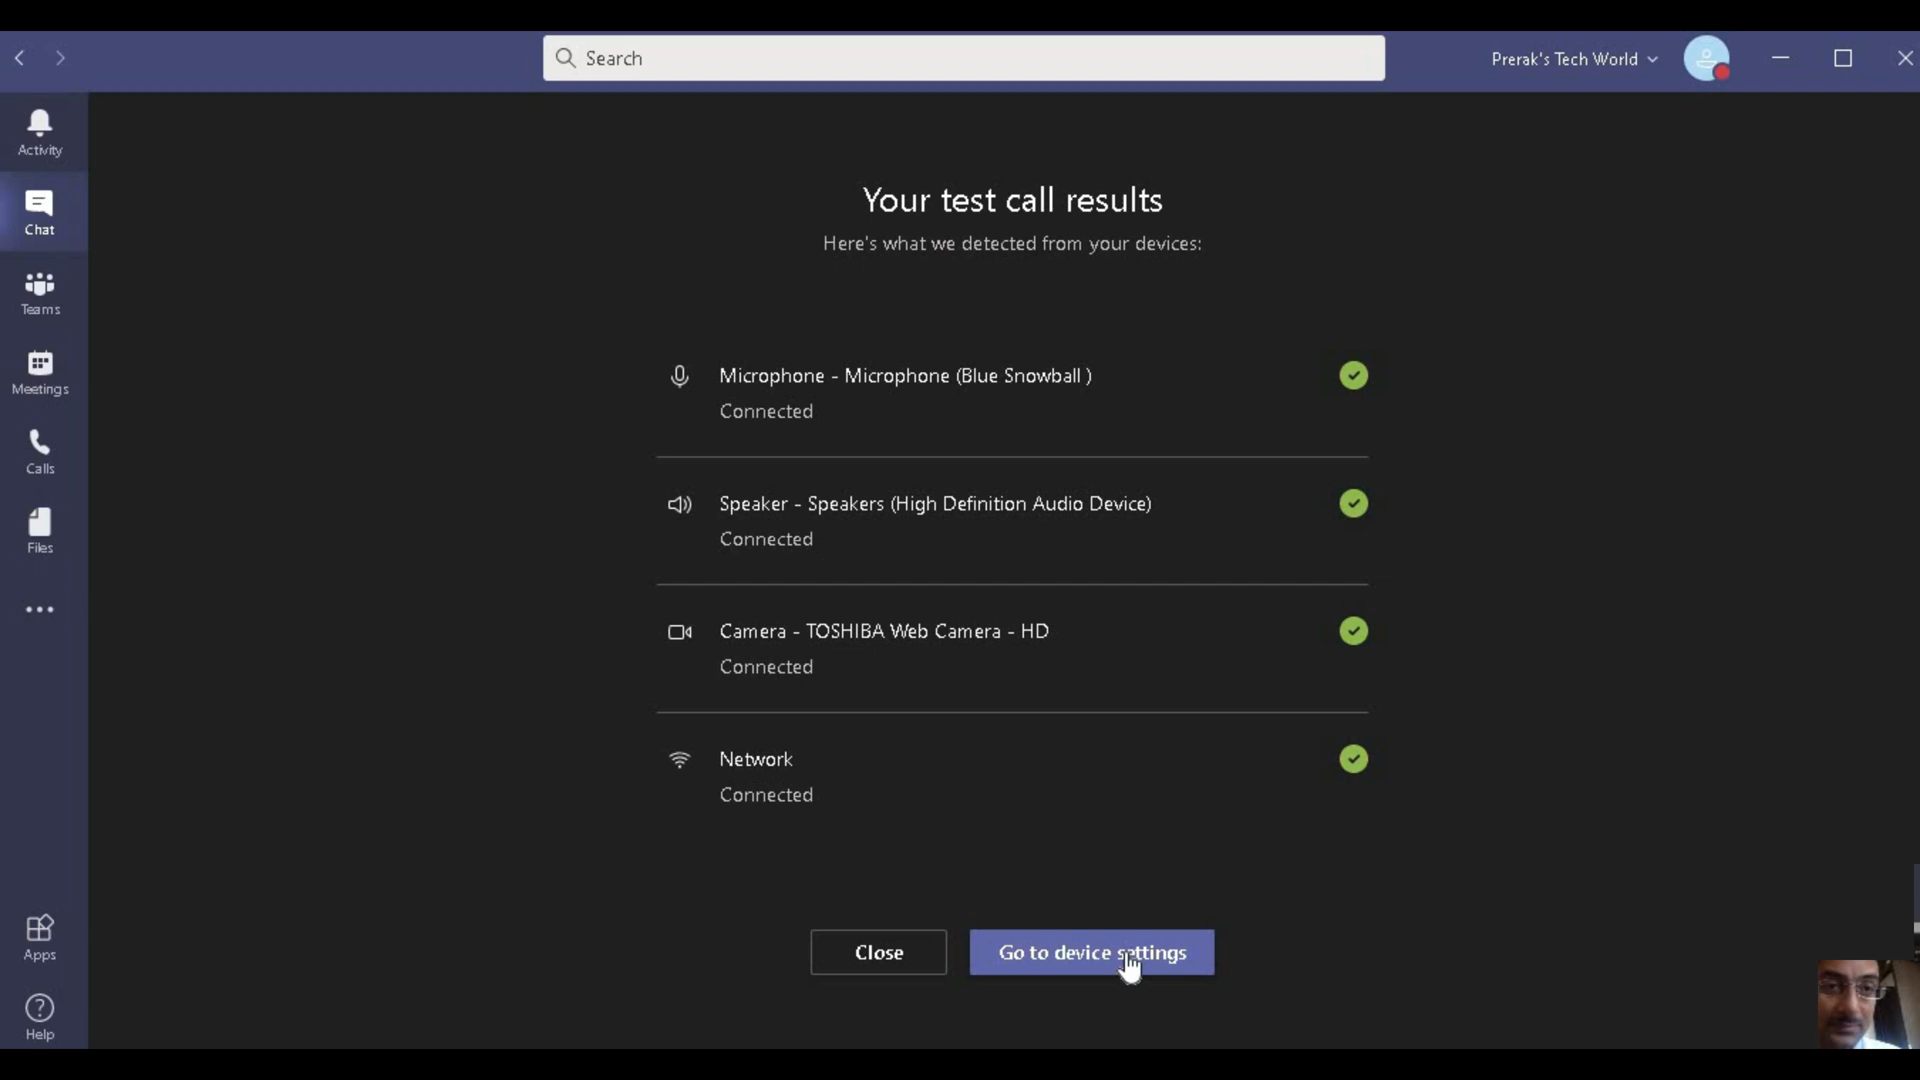 Search
Prerak's Tech World
Activity
Chat
Teams
Meetings
Calls
Files
Apps
Help
Your test call results
Here's what we detected from your devices:
Microphone - Microphone (Blue Snowball )
Connected
Speaker - Speakers (High Definition Audio Device)
Connected
Camera - TOSHIBA Web Camera - HD
Connected
Network
Connected
Close
Go to device settings